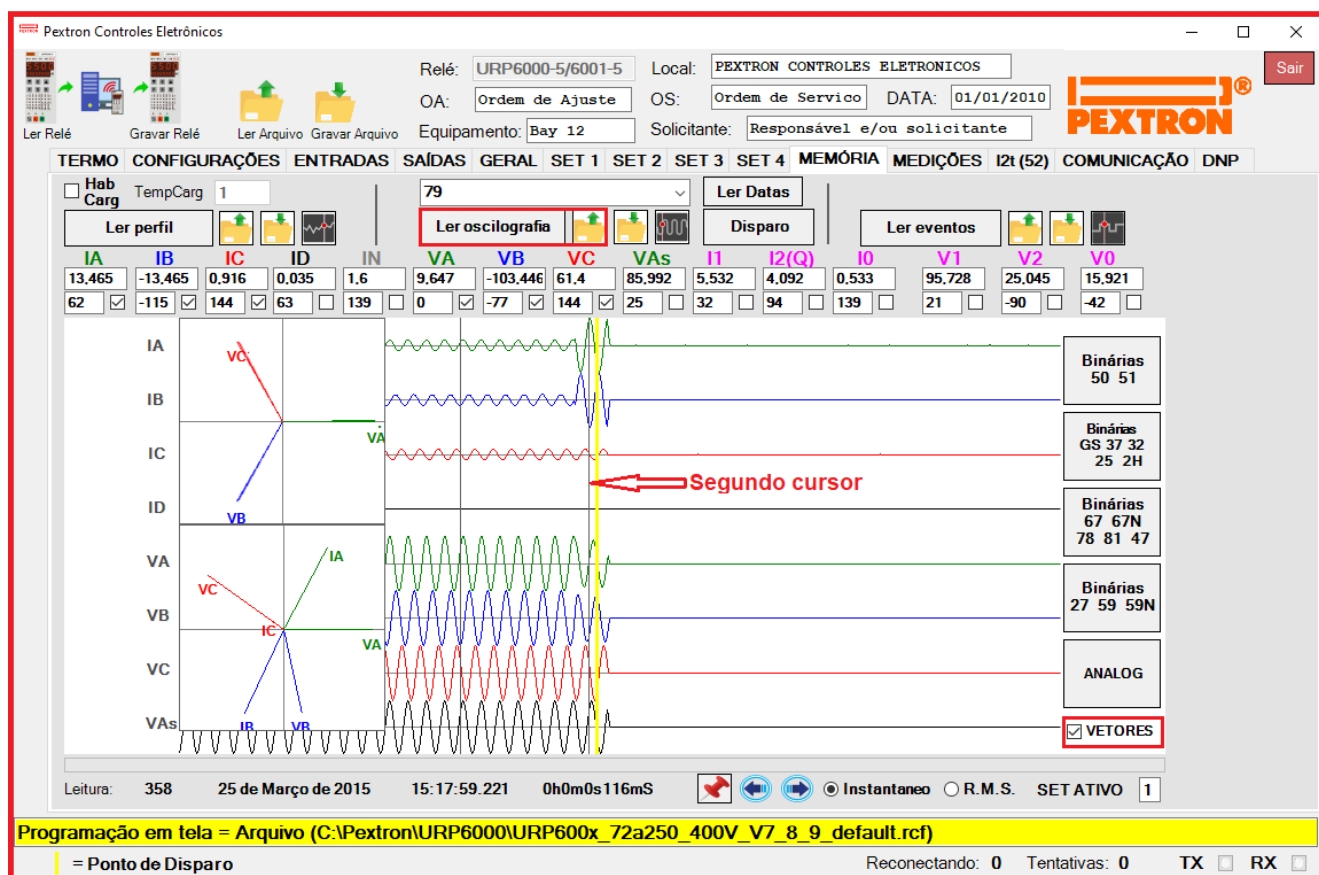 Pextron Controles Eletrônicos
Relé: URP6000-5/6001-5 Local: PEXTRON CONTROLES ELETRONICOS Sair
OA: Ordem de Ajuste OS: Ordem de Servico DATA: 01/01/2010
Ler Relé Gravar Relé Ler Arquivo Gravar Arquivo Equipamento: Bay 12 Solicitante: Responsável e/ou solicitante PEXTRON®
TERMO CONFIGURAÇÕES ENTRADAS SAÍDAS GERAL SET 1 SET 2 SET 3 SET 4 MEMÓRIA MEDIÇÕES I2t (52) COMUNICAÇÃO DNP
Hab Carg TempCarg 1 79 Ler Datas
Ler perfil Ler oscilografia Disparo Ler eventos
IA IB IC ID IN VA VB VC VAs I1 I2(Q) I0 V1 V2 V0
13,465 -13,465 0,916 0,035 1,6 9,647 -103,446 61,4 85,992 5,532 4,092 0,533 95,728 25,045 15,921
62 -115 144 63 139 0 -77 144 25 32 94 139 21 -90 -42
IA
IB
IC
ID
VA
VB
VC
VAs
VC
VA
VB
IA
VC
IC
VA
IB VB
Segundo cursor
Binárias
50 51
Binárias
GS 37 32
25 2H
Binárias
67 67N
78 81 47
Binárias
27 59 59N
ANALOG
VETORES
Leitura: 358 25 de Março de 2015 15:17:59.221 0h0m0s116mS Instantaneo R.M.S. SET ATIVO 1
Programação em tela = Arquivo (C:\Pextron\URP6000\URP600x_72a250_400V_V7_8_9_default.rcf)
= Ponto de Disparo Reconectando: 0 Tentativas: 0 TX RX